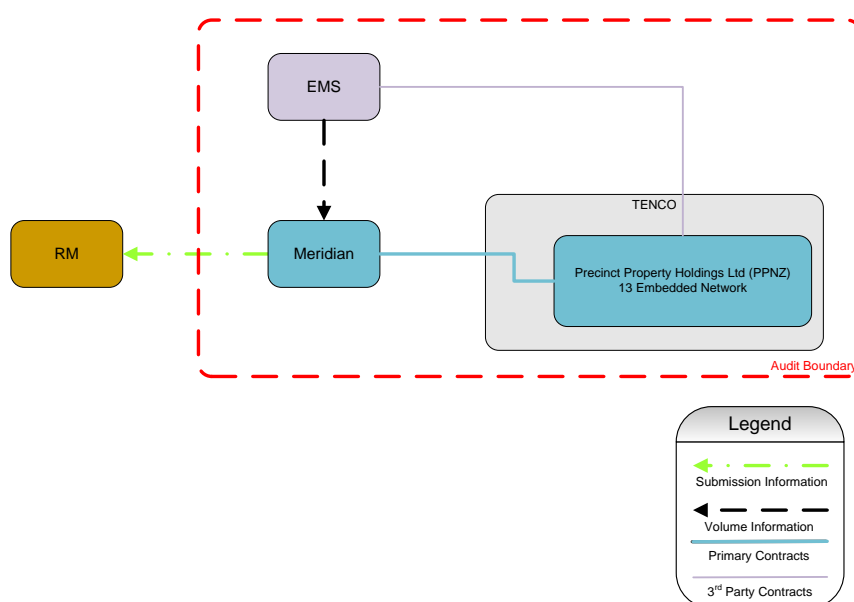 EMS
TENCO
RM
Meridian
Precinct Property Holdings Ltd (PPNZ)
13 Embedded Network
Audit Boundary
Legend
Submission Information
Volume Information
Primary Contracts
3rd Party Contracts